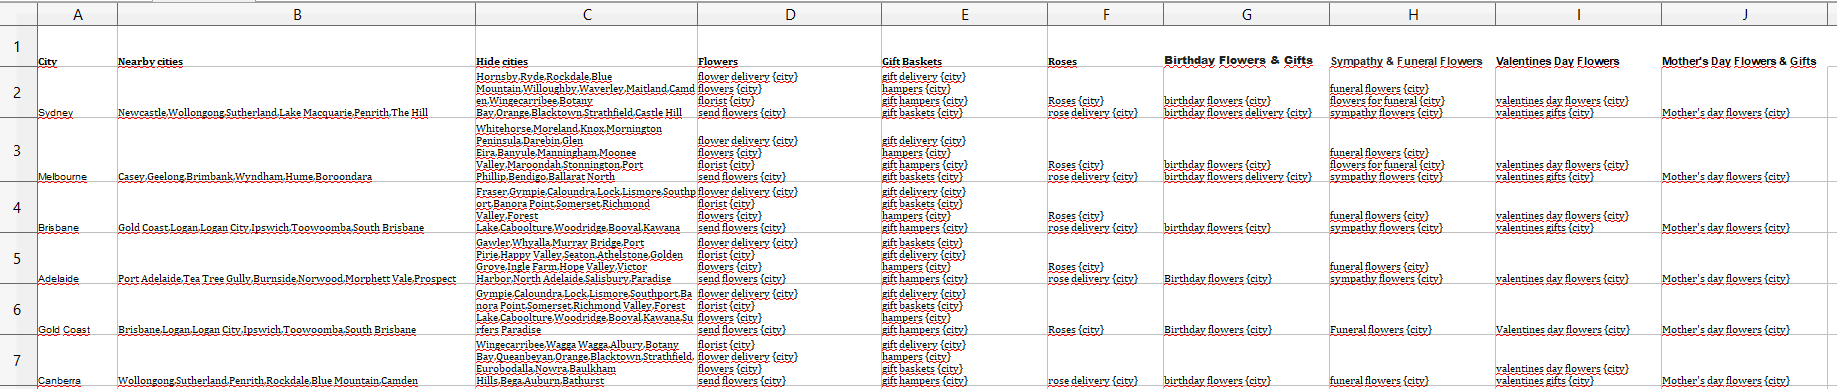 A B C D E F G H I J
1
City Nearby cities Hide cities Flowers Gift Baskets Roses Birthday Flowers & Gifts Sympathy & Funeral Flowers Valentines Day Flowers Mother's Day Flowers & Gifts
Hornsby,Ryde,Rockdale,Blue flower delivery {city} gift delivery {city}
2 Mountain,Willoughby,Waverley,Maitland,Camd flowers {city} hampers {city} funeral flowers {city}
en,Wingecarribee,Botany florist {city} gift hampers {city} Roses {city} birthday flowers {city} flowers for funeral {city} valentines day flowers {city}
Sydney Newcastle,Wollongong,Sutherland,Lake Macquarie,Penrith,The Hill Bay,Orange,Blacktown,Strathfield,Castle Hill send flowers {city} gift baskets {city} rose delivery {city} birthday flowers delivery {city} sympathy flowers {city} valentines gifts {city} Mother's day flowers {city}
Whitehorse,Moreland,Knox,Mornington
Peninsula,Darebin,Glen flower delivery {city} gift delivery {city}
3 Eira,Banyule,Manningham,Moonee flowers {city} hampers {city} funeral flowers {city}
Valley,Maroondah,Stonnington,Port florist {city} gift hampers {city} Roses {city} birthday flowers {city} flowers for funeral {city} valentines day flowers {city}
Melbourne Casey,Geelong,Brimbank,Wyndham,Hume,Boroondara Phillip,Bendigo,Ballarat North send flowers {city} gift baskets {city} rose delivery {city} birthday flowers delivery {city} sympathy flowers {city} valentines gifts {city} Mother's day flowers {city}
Fraser,Gympie,Caloundra,Lock,Lismore,Southp flower delivery {city} gift delivery {city}
ort,Banora Point,Somerset,Richmond florist {city} gift baskets {city}
4 Valley,Forest flowers {city} hampers {city} Roses {city} funeral flowers {city} valentines day flowers {city}
Brisbane Gold Coast,Logan,Logan City,Ipswich,Toowoomba,South Brisbane Lake,Caboolture,Woodridge,Booval,Kawana send flowers {city} gift hampers {city} rose delivery {city} birthday flowers {city} sympathy flowers {city} valentines gifts {city} Mother's day flowers {city}
Gawler,Whyalla,Murray Bridge,Port flower delivery {city} gift baskets {city}
5 Pirie,Happy Valley,Seaton,Athelstone,Golden florist {city} gift delivery {city}
Grove,Ingle Farm,Hope Valley,Victor flowers {city} hampers {city} Roses {city} funeral flowers {city}
Adelaide Port Adelaide,Tea Tree Gully,Burnside,Norwood,Morphett Vale,Prospect Harbor,North Adelaide,Salisbury,Paradise send flowers {city} gift hampers {city} rose delivery {city} Birthday flowers {city} sympathy flowers {city} valentines day flowers {city} Mother's day flowers {city}
Gympie,Caloundra,Lock,Lismore,Southport,Ba flower delivery {city} gift delivery {city}
6 nora Point,Somerset,Richmond Valley,Forest florist {city} gift baskets {city}
Lake,Caboolture,Woodridge,Booval,Kawana,Su flowers {city} hampers {city}
Gold Coast Brisbane,Logan,Logan City,Ipswich,Toowoomba,South Brisbane rfers Paradise send flowers {city} gift hampers {city} Roses {city} Birthday flowers {city} Funeral flowers {city} Valentines day flowers {city} Mother's day flowers {city}
Wingecarribee,Wagga Wagga,Albury,Botany florist {city} gift delivery {city}
7 Bay,Queanbeyan,Orange,Blacktown,Strathfield, flower delivery {city} hampers {city}
Eurobodalla,Nowra,Baulkham flowers {city} gift baskets {city} valentines day flowers {city}
Canberra Wollongong,Sutherland,Penrith,Rockdale,Blue Mountain,Camden Hills,Bega,Auburn,Bathurst send flowers {city} gift hampers {city} rose delivery {city} birthday flowers {city} funeral flowers {city} valentines gifts {city} Mother's day flowers {city}